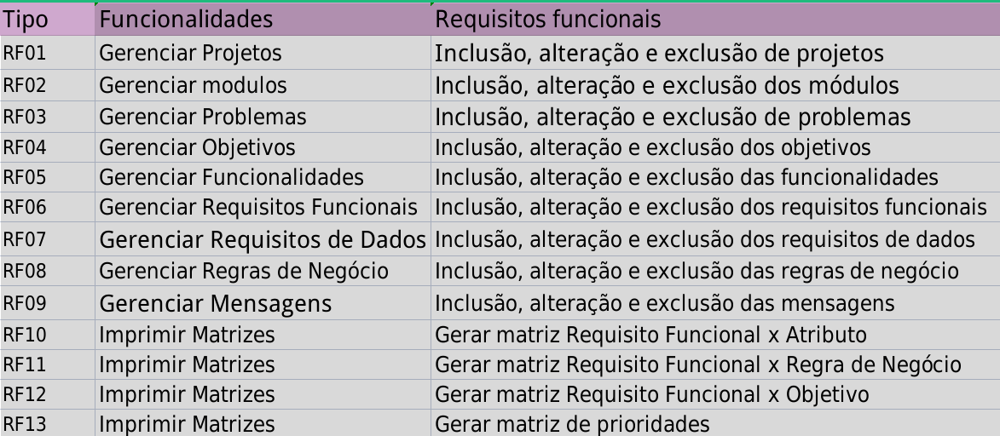 Tipo Funcionalidades Requisitos funcionais
RF01 Gerenciar Projetos Inclusão, alteração e exclusão de projetos
RF02 Gerenciar modulos Inclusão, alteração e exclusão dos módulos
RF03 Gerenciar Problemas Inclusão, alteração e exclusão de problemas
RF04 Gerenciar Objetivos Inclusão, alteração e exclusão dos objetivos
RF05 Gerenciar Funcionalidades Inclusão, alteração e exclusão das funcionalidades
RF06 Gerenciar Requisitos Funcionais Inclusão, alteração e exclusão dos requisitos funcionais
RF07 Gerenciar Requisitos de Dados Inclusão, alteração e exclusão dos requisitos de dados
RF08 Gerenciar Regras de Negócio Inclusão, alteração e exclusão das regras de negócio
RF09 Gerenciar Mensagens Inclusão, alteração e exclusão das mensagens
RF10 Imprimir Matrizes Gerar matriz Requisito Funcional x Atributo
RF11 Imprimir Matrizes Gerar matriz Requisito Funcional x Regra de Negócio
RF12 Imprimir Matrizes Gerar matriz Requisito Funcional x Objetivo
RF13 Imprimir Matrizes Gerar matriz de prioridades